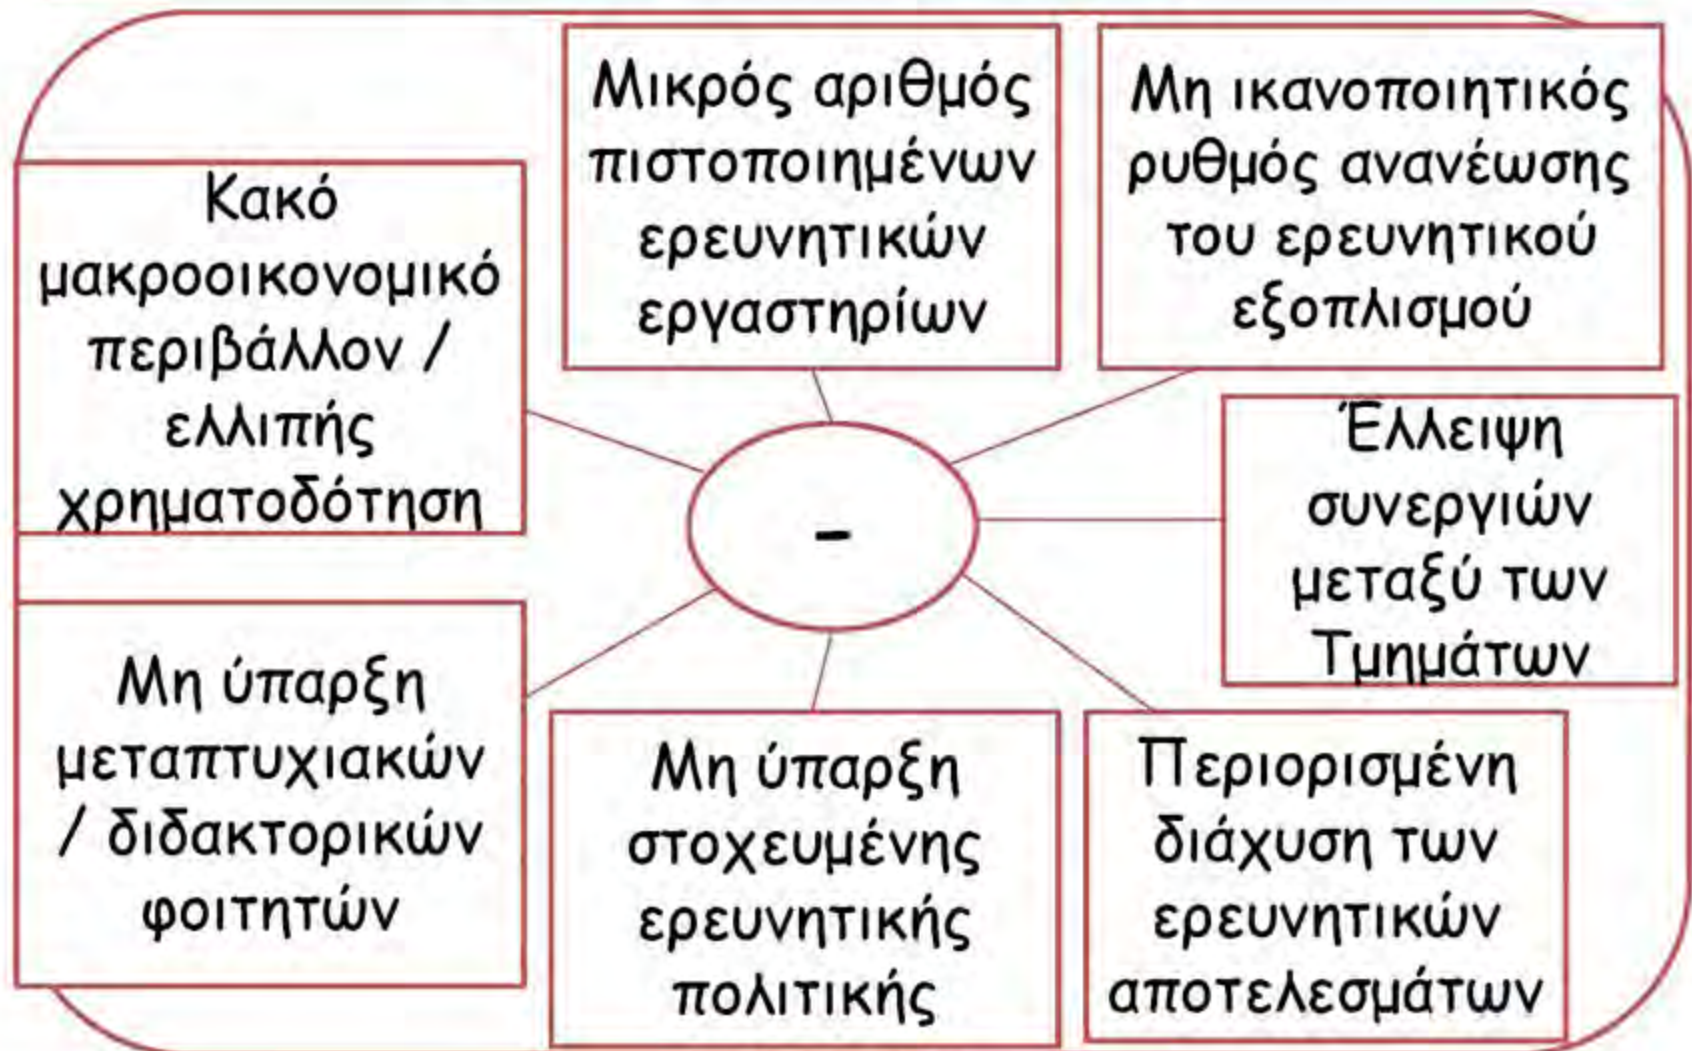 Κακό
μακροοικονομικό
περιβάλλον /
ελλιπής
χρηματοδότηση
Μικρός αριθμός
πιστοποιημένων
ερευνητικών
εργαστηρίων
Μη ικανοποιητικός
ρυθμός ανανέωσης
του ερευνητικού
εξοπλισμού
Έλλειψη
συνεργιών
μεταξύ των
Τμημάτων
-
Μη ύπαρξη
μεταπτυχιακών
/ διδακτορικών
φοιτητών
Μη ύπαρξη
στοχευμένης
ερευνητικής
πολιτικής
Περιορισμένη
διάχυση των
ερευνητικών
αποτελεσμάτων